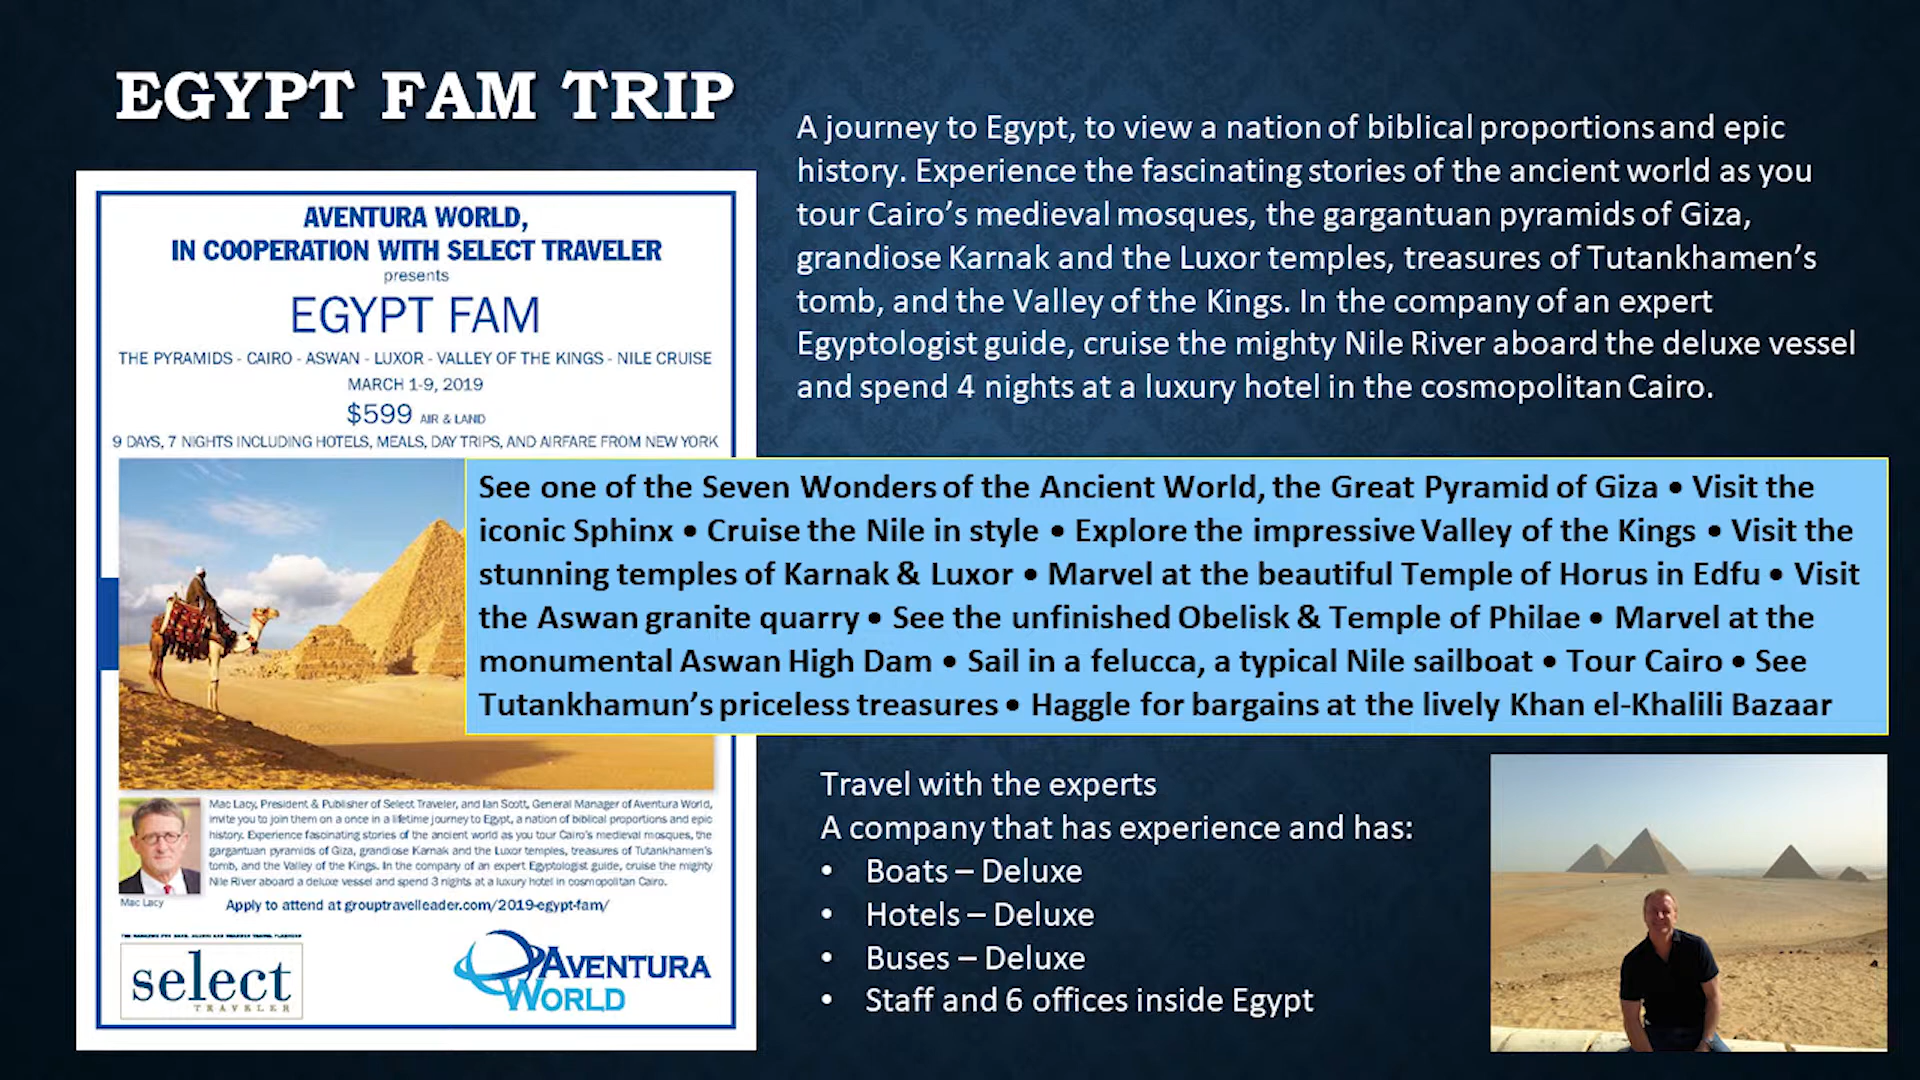 EGYPT FAM TRIP
AVENTURA WORLD,
IN COOPERATION WITH SELECT TRAVELER
presents
EGYPT FAM
THE PYRAMIDS - CAIRO - ASWAN - LUXOR - VALLEY OF THE KINGS - NILE CRUISE
MARCH 1-9, 2019
$599 AIR & LAND
9 DAYS, 7 NIGHTS INCLUDING HOTELS, MEALS, DAY TRIPS, AND AIRFARE FROM NEW YORK
Mac Lacy, President & Publisher of Select Traveler, and Ian Scott, General Manager of Aventura World,
invite you to join them on a once in a lifetime journey to Egypt, a nation of biblical proportions and epic
history. Experience fascinating stories of the ancient world as you tour Cairo's medieval mosques, the
gargantuan pyramids of Giza, grandiose Karnak and the Luxor temples, treasures of Tutankhamen's
tomb, and the Valley of the Kings. In the company of an expert Egyptologist guide, cruise the mighty
Nile River aboard a deluxe vessel and spend 3 nights at a luxury hotel in cosmopolitan Cairo.
Mac Lacy
Apply to attend at grouptravelleader.com/2019-egypt-fam/
select
TRAVELER
AVENTURA
WORLD
A journey to Egypt, to view a nation of biblical proportions and epic
history. Experience the fascinating stories of the ancient world as you
tour Cairo's medieval mosques, the gargantuan pyramids of Giza,
grandiose Karnak and the Luxor temples, treasures of Tutankhamen's
tomb, and the Valley of the Kings. In the company of an expert
Egyptologist guide, cruise the mighty Nile River aboard the deluxe vessel
and spend 4 nights at a luxury hotel in the cosmopolitan Cairo.
See one of the Seven Wonders of the Ancient World, the Great Pyramid of Giza • Visit the
iconic Sphinx • Cruise the Nile in style • Explore the impressive Valley of the Kings • Visit the
stunning temples of Karnak & Luxor • Marvel at the beautiful Temple of Horus in Edfu • Visit
the Aswan granite quarry • See the unfinished Obelisk & Temple of Philae • Marvel at the
monumental Aswan High Dam • Sail in a felucca, a typical Nile sailboat • Tour Cairo • See
Tutankhamun's priceless treasures • Haggle for bargains at the lively Khan el-Khalili Bazaar
Travel with the experts
A company that has experience and has:
• Boats – Deluxe
• Hotels – Deluxe
• Buses – Deluxe
• Staff and 6 offices inside Egypt